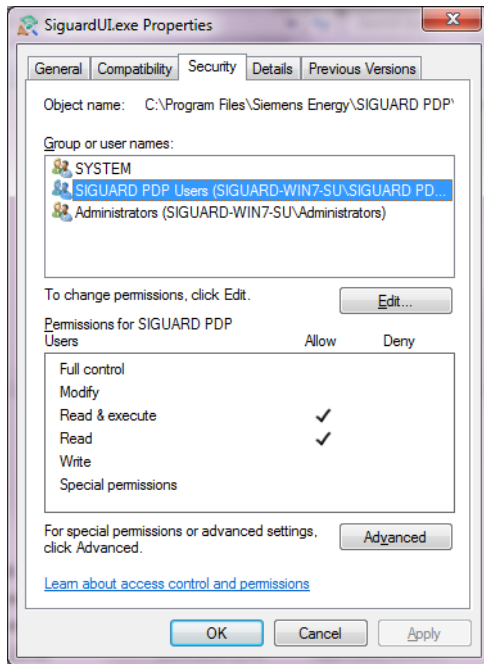 SiguardUI.exe Properties
General Compatibility Security Details Previous Versions
Object name: C:\Program Files\Siemens Energy\SIGUARD PDP\
Group or user names:
SYSTEM
SIGUARD PDP Users (SIGUARD-WIN7-SU\SIGUARD PD...
Administrators (SIGUARD-WIN7-SU\Administrators)
To change permissions, click Edit.
Edit...
Permissions for SIGUARD PDP
Users Allow Deny
Full control
Modify
Read & execute
Read
Write
Special permissions
For special permissions or advanced settings,
click Advanced.
Advanced
Learn about access control and permissions
OK Cancel Apply